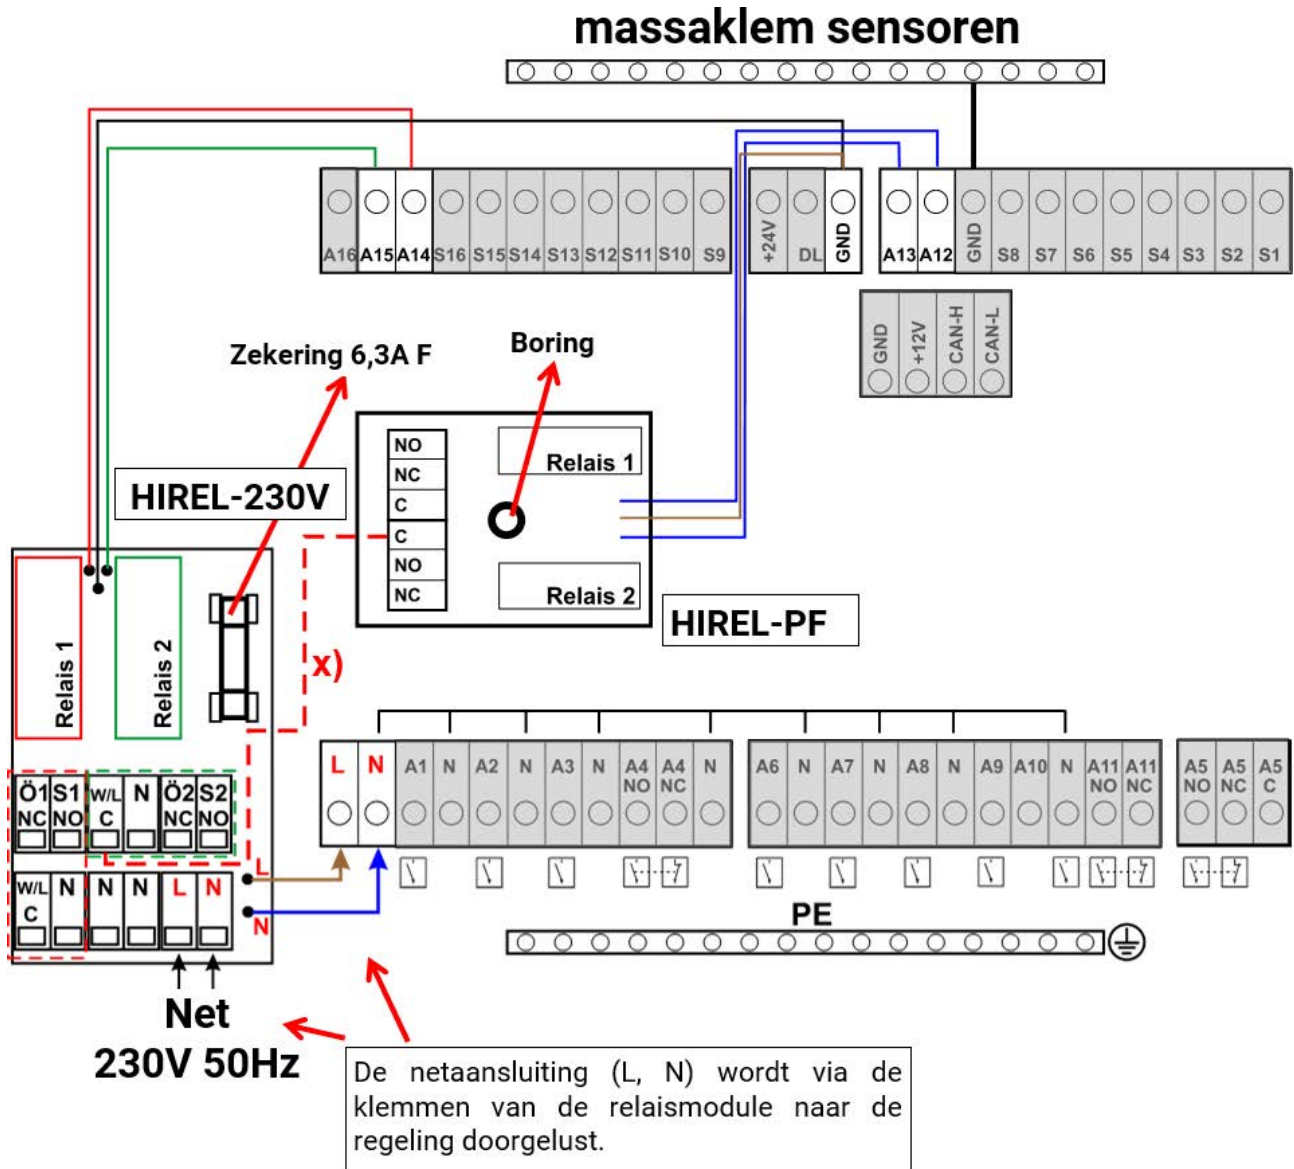 massaklem sensoren
A16 A15 A14 S16 S15 S14 S13 S12 S11 S10 S9
+24V DL GND
A13 A12 GND S8 S7 S6 S5 S4 S3 S2 S1
GND +12V CAN-H CAN-L
Zekering 6,3A F
Boring
HIREL-230V
NO
NC
C
C
NO
NC
Relais 1
Relais 2
HIREL-PF
Relais 1
Relais 2
x)
L N A1 N A2 N A3 N A4 NO A4 NC N
A6 N A7 N A8 N A9 A10 N A11 NO A11 NC
A5 NO A5 NC A5 C
Ö1 S1 W/L N Ö2 S2
NC NO C NC NO
L
W/L N N N L N
C
N
PE
Net
230V 50Hz
De netaansluiting (L, N) wordt via de
klemmen van de relaismodule naar de
regeling doorgelust.